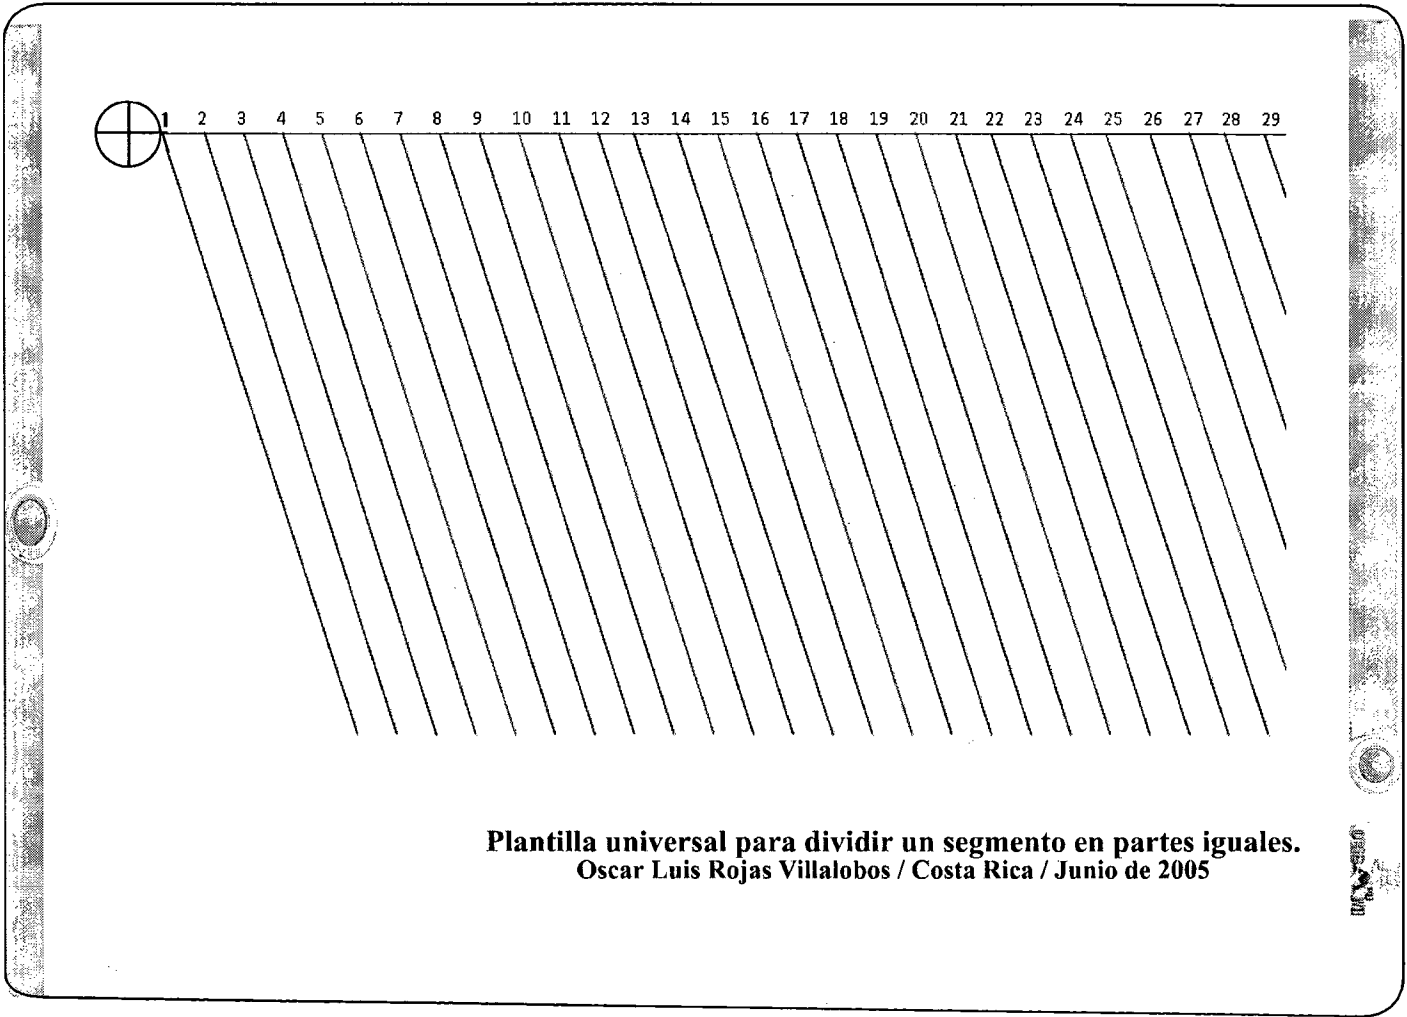 1 2 3 4 5 6 7 8 9 10 11 12 13 14 15 16 17 18 19 20 21 22 23 24 25 26 27 28 29
Plantilla universal para dividir un segmento en partes iguales.
Oscar Luis Rojas Villalobos / Costa Rica / Junio de 2005